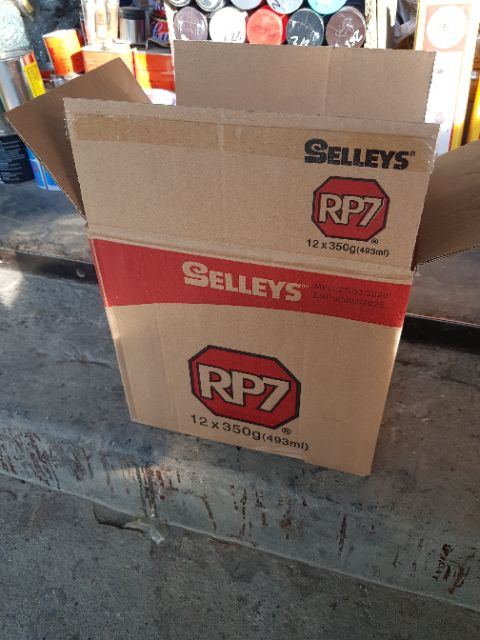 SELLEYS®
RP7
®
12 x 350g(493ml)
SELLEYS
RP7
®
12 x 350g(493ml)